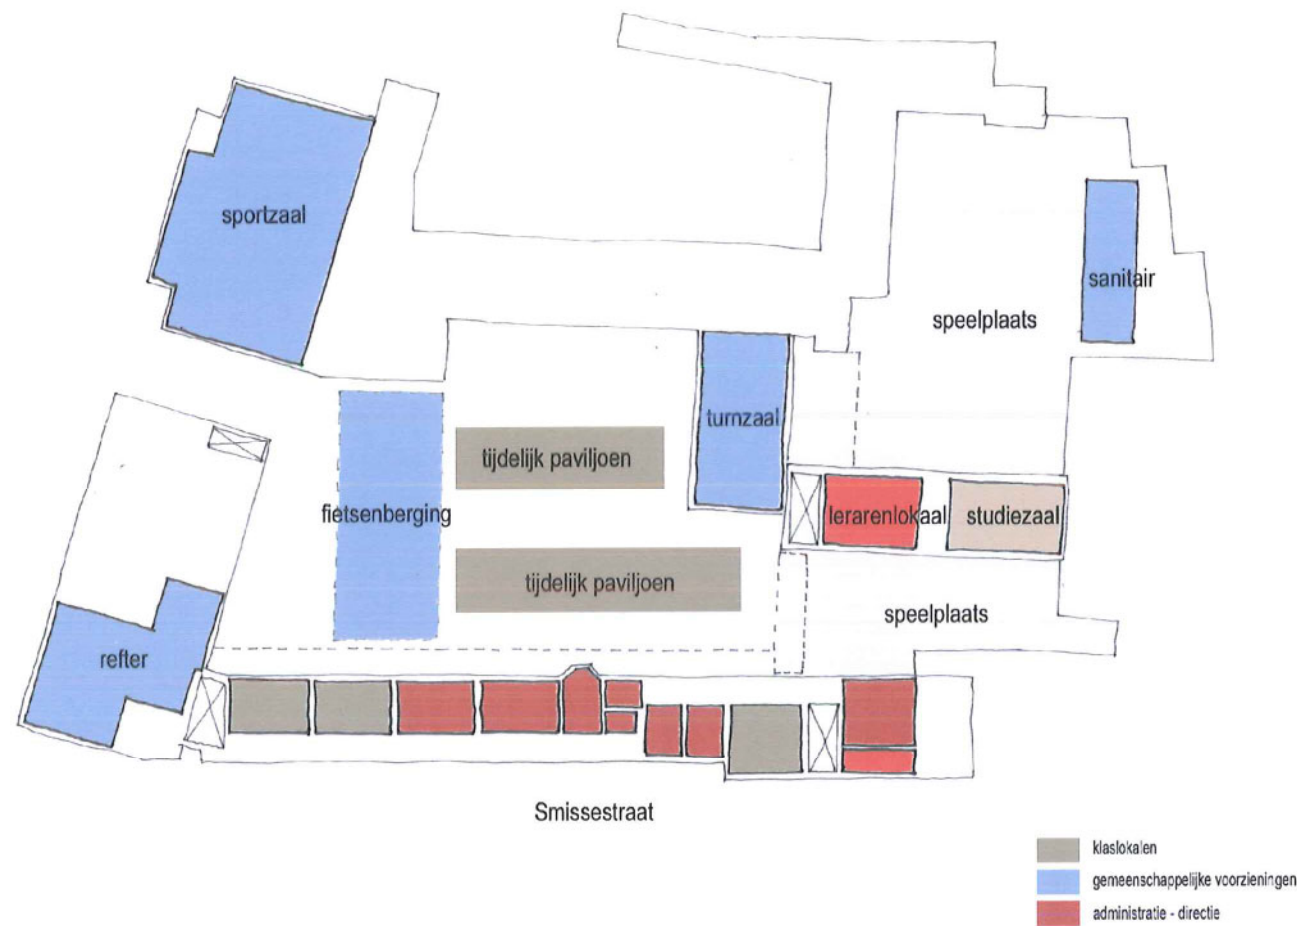 sportzaal
sanitair
speelplaats
turnzaal
tijdelijk paviljoen
fietsenberging
lerarenlokaal
studiezaal
tijdelijk paviljoen
speelplaats
refter
Smissestraat
klaslokalen
gemeenschappelijke voorzieningen
administratie - directie